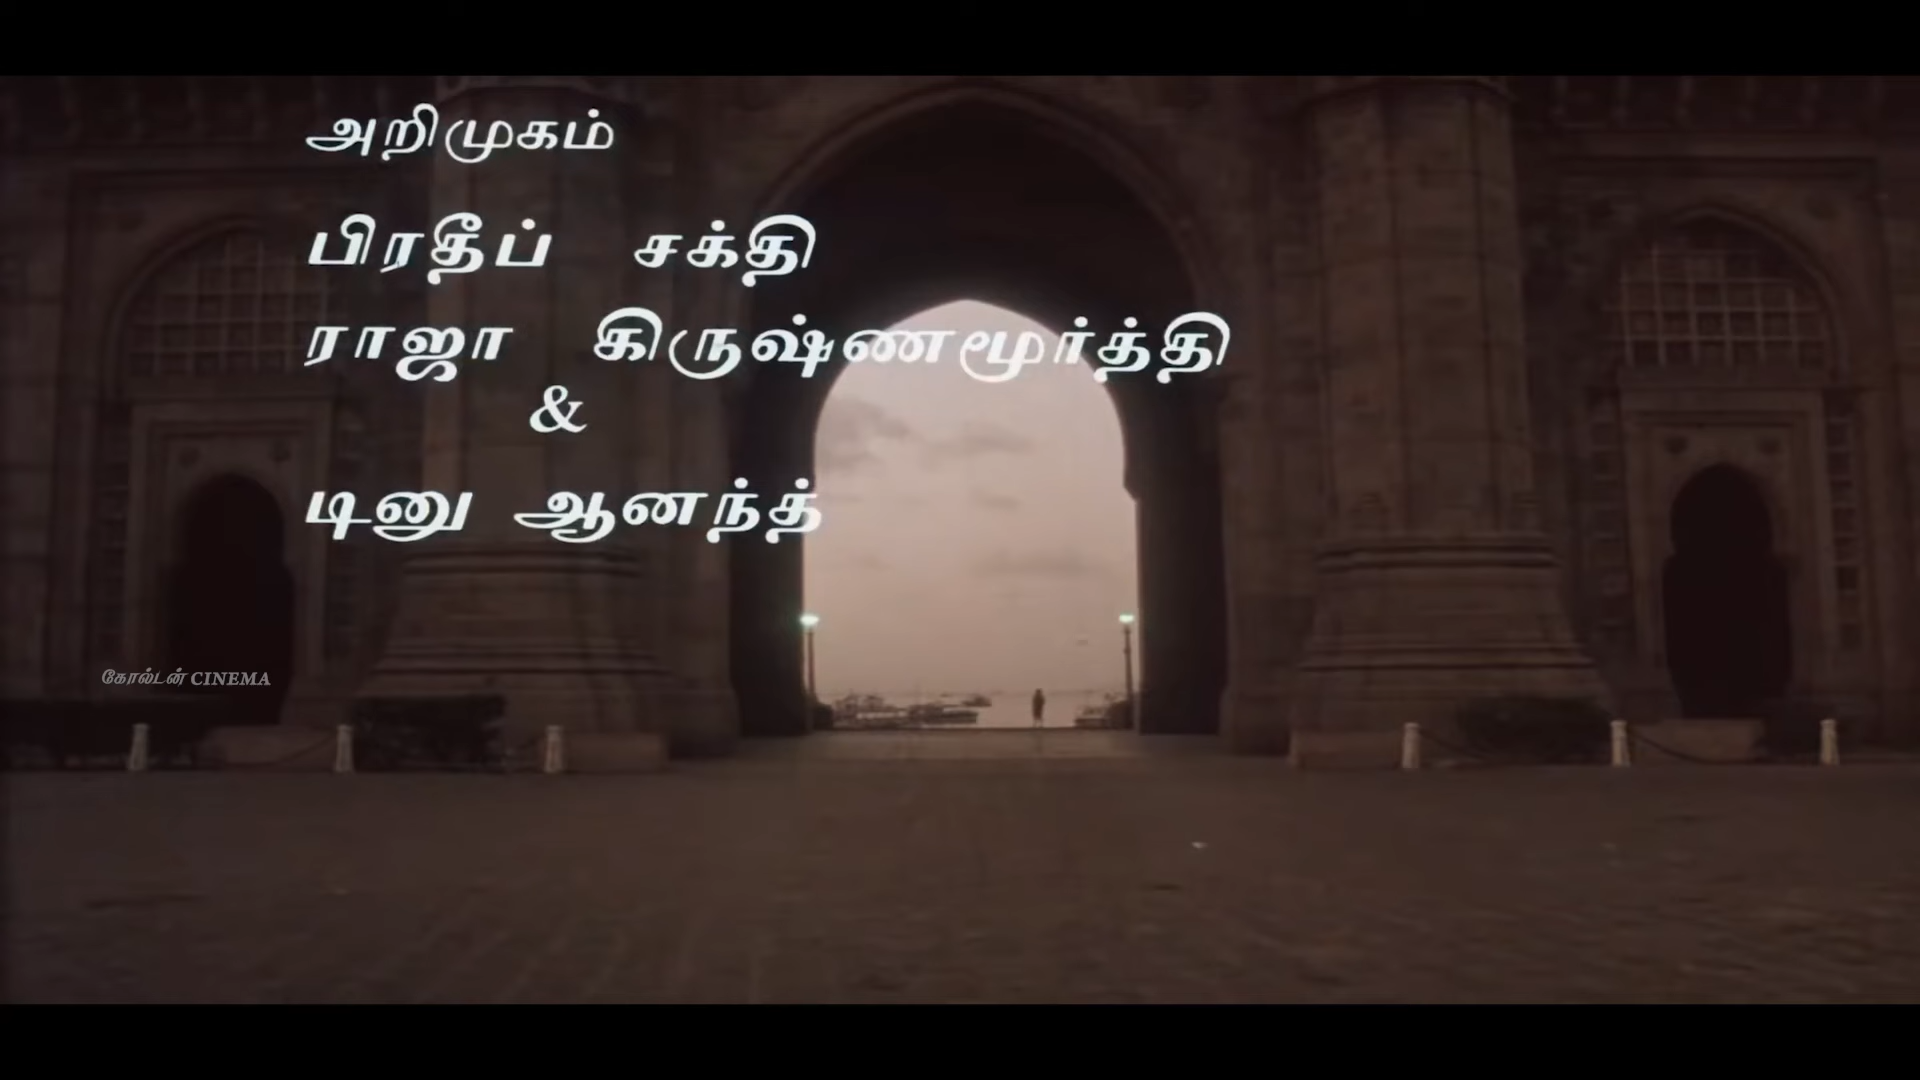 அறிமுகம்
பிரதீப் சக்தி
ராஜா கிருஷ்ணமூர்த்தி
&
டினு ஆனந்த்
கோல்டன் CINEMA